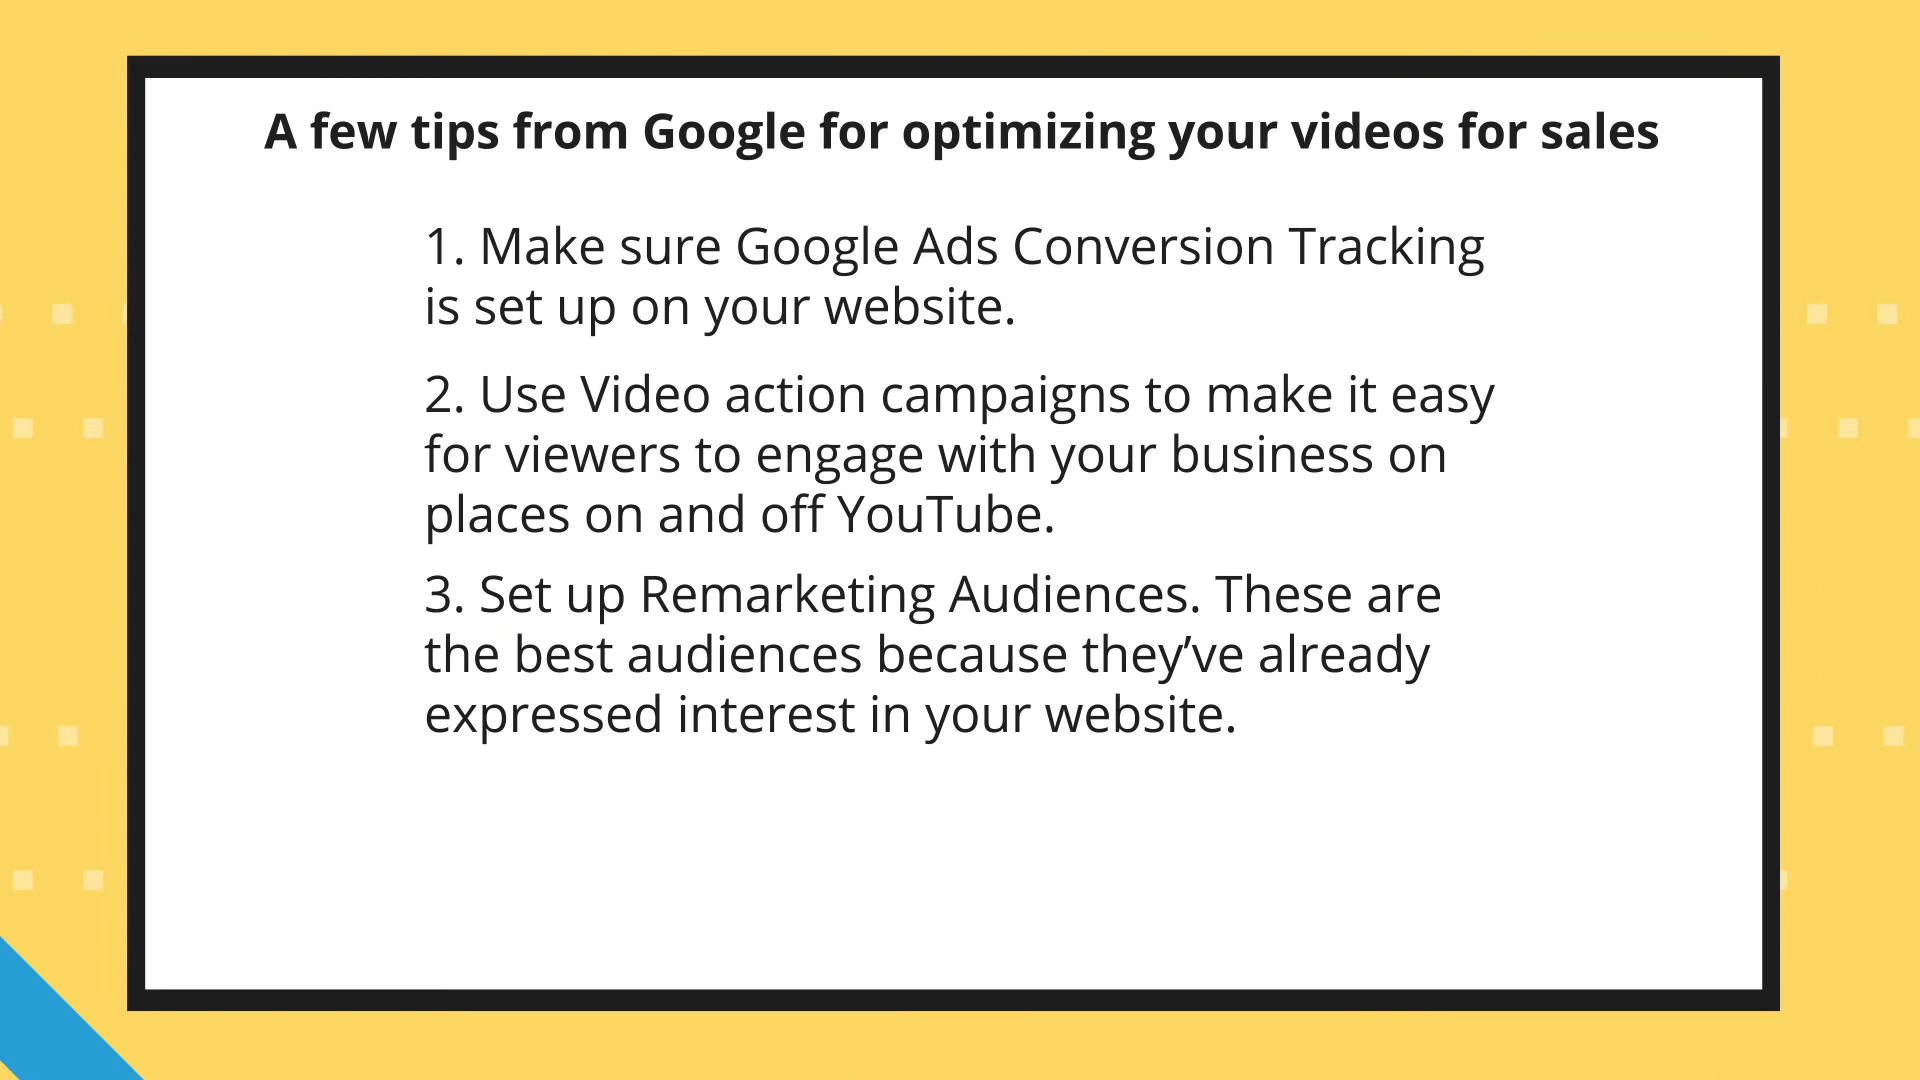 A few tips from Google for optimizing your videos for sales
1. Make sure Google Ads Conversion Tracking
is set up on your website.
2. Use Video action campaigns to make it easy
for viewers to engage with your business on
places on and off YouTube.
3. Set up Remarketing Audiences. These are
the best audiences because they’ve already
expressed interest in your website.